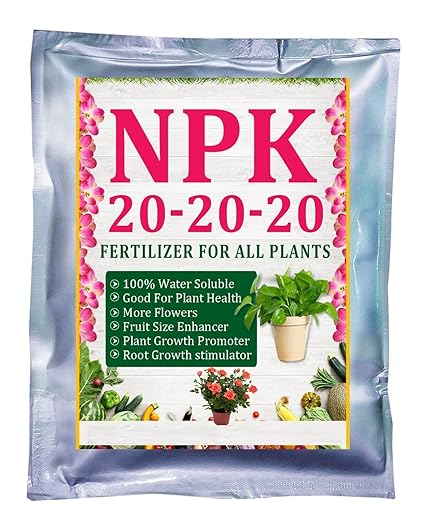 NPK
20-20-20
FERTILIZER FOR ALL PLANTS
100% Water Soluble
Good For Plant Health
More Flowers
Fruit Size Enhancer
Plant Growth Promoter
Root Growth stimulator